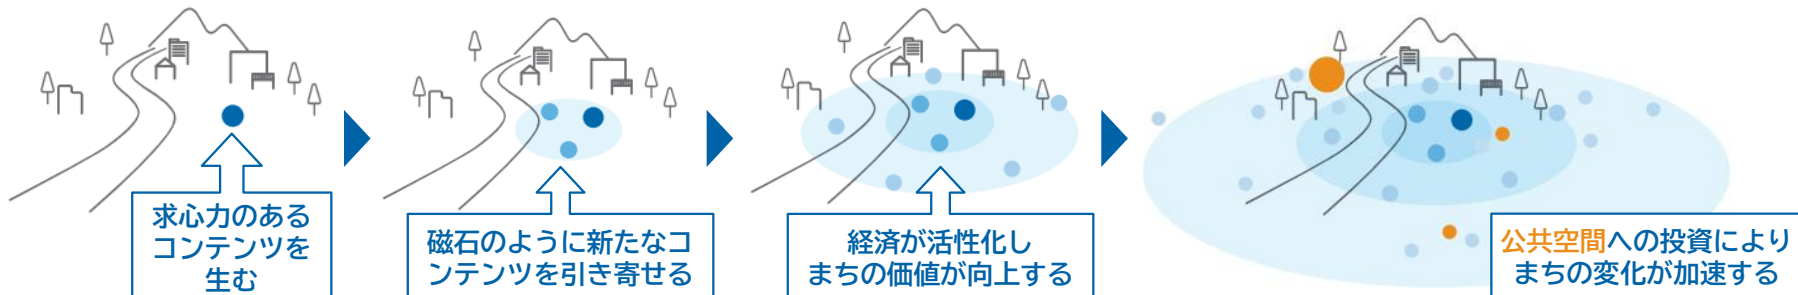 求心力のある
コンテンツを
生む
磁石のように新たなコ
ンテンツを引き寄せる
経済が活性化し
まちの価値が向上する
公共空間への投資により
まちの変化が加速する